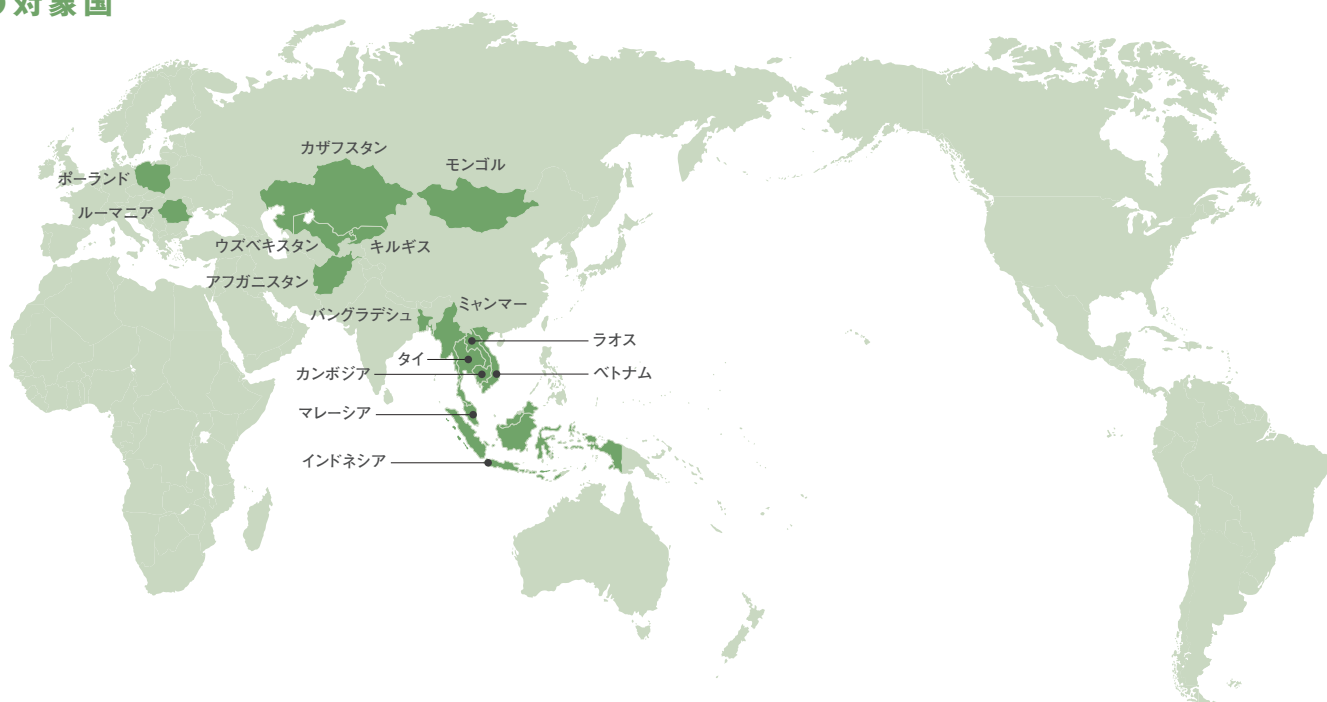 対象国
カザフスタン
モンゴル
ポーランド
ルーマニア
ウズベキスタン
キルギス
アフガニスタン
ミャンマー
バングラデシュ
ラオス
タイ
カンボジア
ベトナム
マレーシア
インドネシア